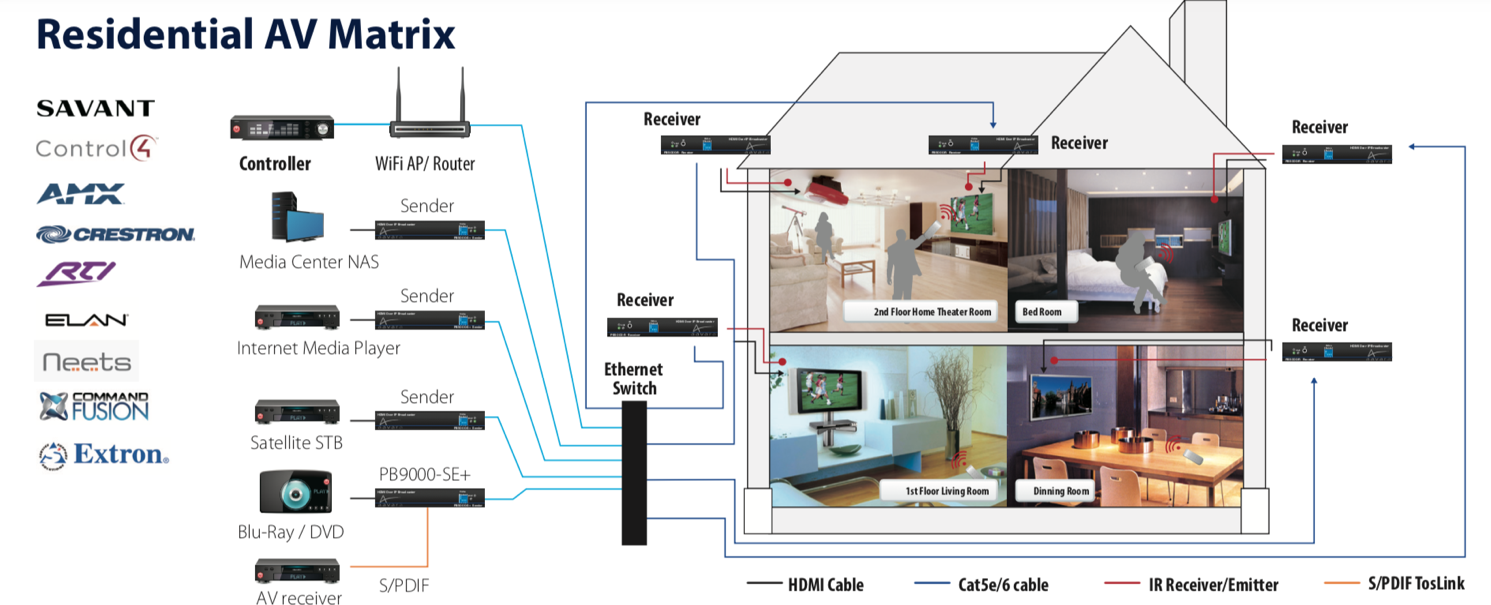 Residential AV Matrix
SAVANT
Control4
AMX
CRESTRON
RTI
ELAN
Neets
COMMAND
FUSION
Extron
Controller
WiFi AP/ Router
Sender
Media Center NAS
Sender
Internet Media Player
Sender
Satellite STB
PB9000-SE+
Blu-Ray / DVD
S/PDIF
AV receiver
Ethernet
Switch
Receiver
Receiver
Receiver
Receiver
Receiver
2nd Floor Home Theater Room
Bed Room
1st Floor Living Room
Dinning Room
HDMI Cable
Cat5e/6 cable
IR Receiver/Emitter
S/PDIF TosLink